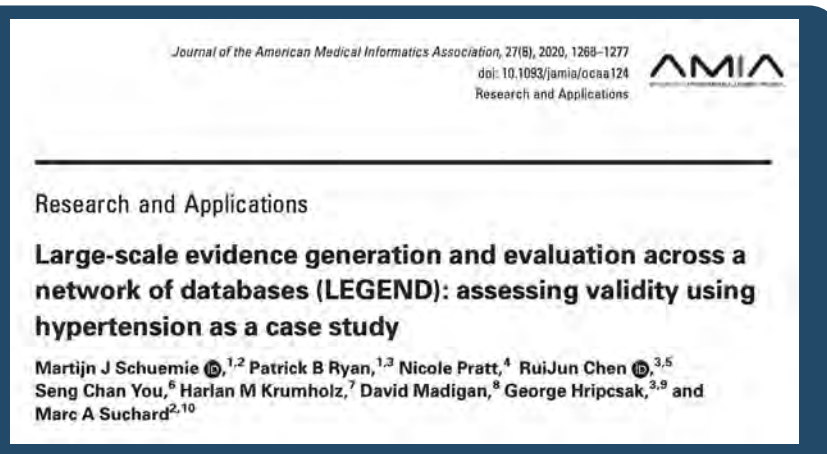 Journal of the American Medical Informatics Association, 27(8), 2020, 1268–1277
doi: 10.1093/jamia/ocaa124
Research and Applications
AMIA
Research and Applications
Large-scale evidence generation and evaluation across a
network of databases (LEGEND): assessing validity using
hypertension as a case study
Martijn J Schuemie iD,1,2 Patrick B Ryan,1,3 Nicole Pratt,4 RuiJun Chen iD,3,5
Seng Chan You,6 Harlan M Krumholz,7 David Madigan,8 George Hripcsak,3,9 and
Marc A Suchard2,10